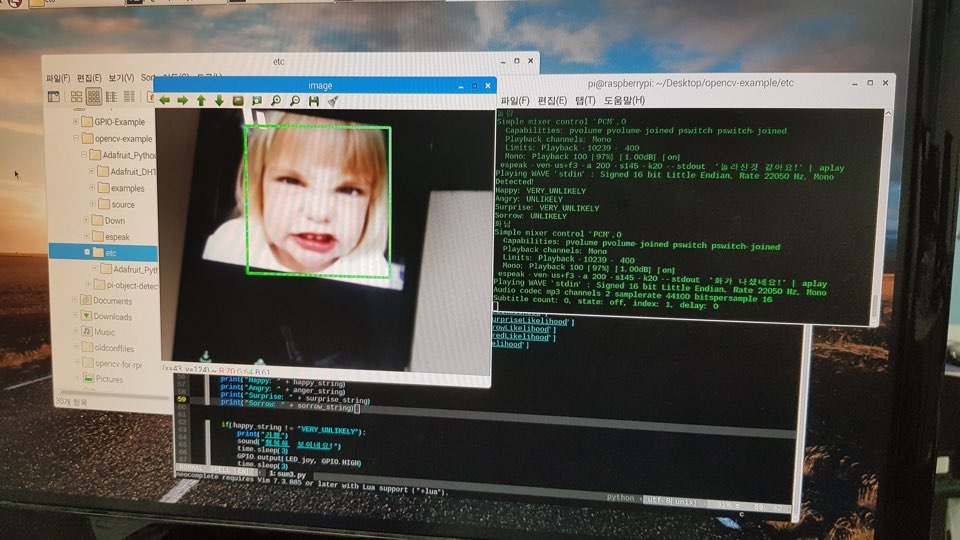 etc
파일(F) 편집(E) 보기(V)
GPIO-Example
opencv-example
Adafruit_Python
Adafruit_DHT
examples
source
Down
espeak
etc
Adafruit_Pyth
pi-object-detec
Documents
Downloads
Music
oldconffiles
opencv-for-rpi
Pictures
30개 항목
image
(x=43, y=124) ~ R:70 G:64 B:61
pi@raspberrypi: ~/Desktop/opencv-example/etc
파일(F) 편집(E) 탭(T) 도움말(H)
놀람
Simple mixer control 'PCM',0
Capabilities: pvolume pvolume-joined pswitch pswitch-joined
Playback channels: Mono
Limits: Playback -10239 - 400
Mono: Playback 100 [97%] [1.00dB] [on]
espeak -ven-us+f3 -a 200 -s145 -k20 --stdout '놀라신것 같아요!' | aplay
Playing WAVE 'stdin' : Signed 16 bit Little Endian, Rate 22050 Hz, Mono
Detected!
Happy: VERY_UNLIKELY
Angry: UNLIKELY
Surprise: VERY_UNLIKELY
Sorrow: UNLIKELY
화남
Simple mixer control 'PCM',0
Capabilities: pvolume pvolume-joined pswitch pswitch-joined
Playback channels: Mono
Limits: Playback -10239 - 400
Mono: Playback 100 [97%] [1.00dB] [on]
espeak -ven-us+f3 -a 200 -s145 -k20 --stdout '화가 나셨네요!' | aplay
Playing WAVE 'stdin' : Signed 16 bit Little Endian, Rate 22050 Hz, Mono
Audio codec mp3 channels 2 samplerate 44100 bitspersample 16
Subtitle count: 0, state: off, index: 1, delay: 0
urpriseLikelihood']
rowLikelihood']
redLikelihood']
elihood']
57 print("Happy: " + happy_string)
58 print("Angry: " + anger_string)
59 print("Surprise: " + surprise_string)
60 print("Sorrow: " + sorrow_string)
61
62
63 if(happy_string != "VERY_UNLIKELY"):
print("기쁨")
sound("행복해 보이네요!")
time.sleep(3)
GPIO.output(LED_joy, GPIO.HIGH)
time.sleep(3)
NORMAL SPELL [EN] 1:sum3.py
python utf-8[unix] 31% 59: 42
neocomplete requires Vim 7.3.885 or later with Lua support ("+lua").